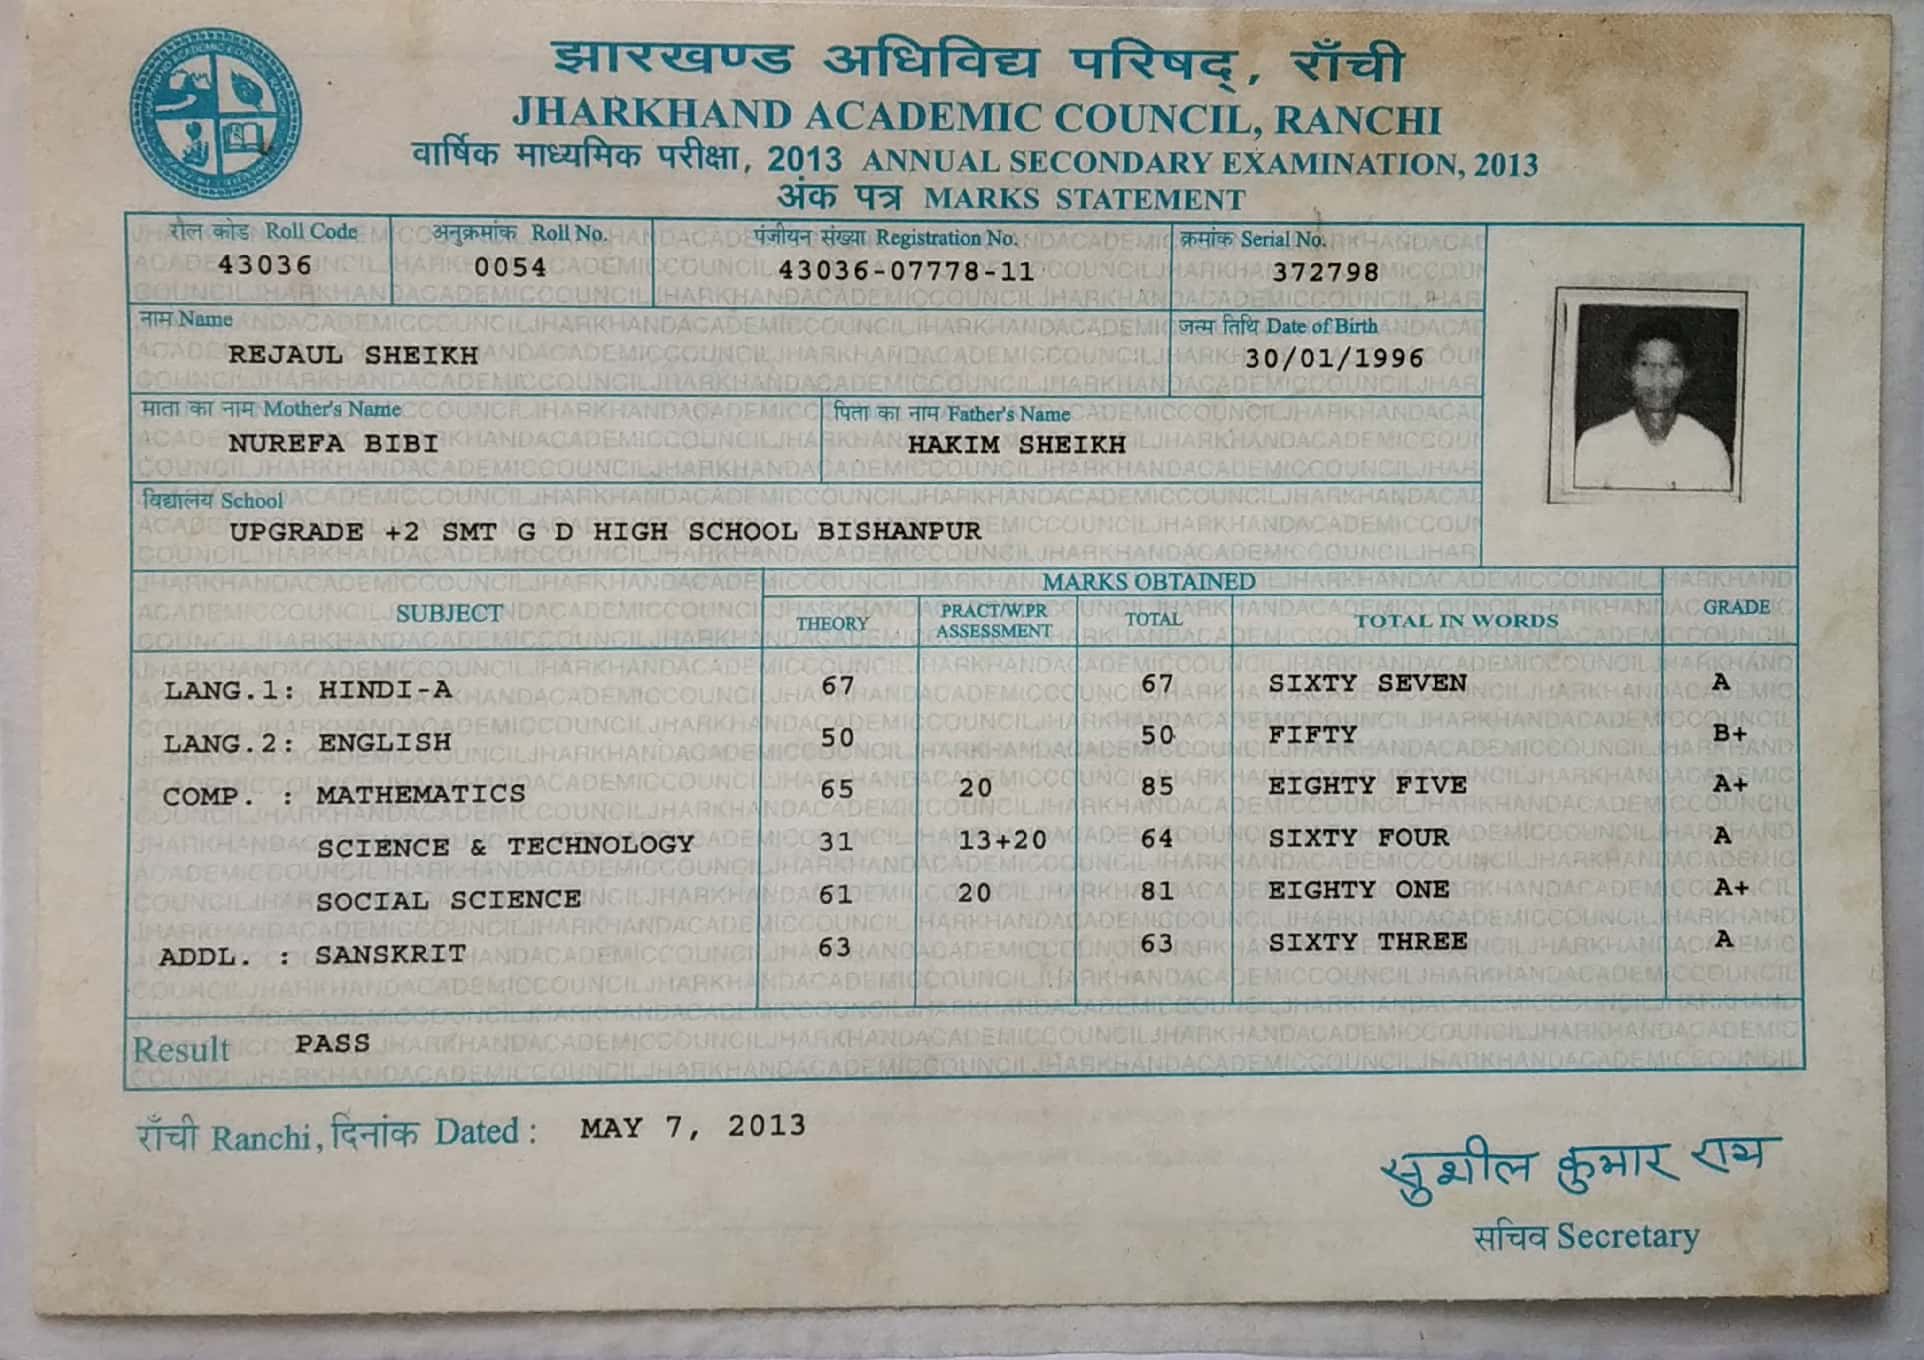 झारखण्ड अधिविद्य परिषद्, राँची
JHARKHAND ACADEMIC COUNCIL, RANCHI
वार्षिक माध्यमिक परीक्षा, 2013 ANNUAL SECONDARY EXAMINATION, 2013
अंक पत्र MARKS STATEMENT
रौल कोड Roll Code अनुक्रमांक Roll No. पंजीयन संख्या Registration No. क्रमांक Serial No.
43036 0054 43036-07778-11 372798
नाम Name जन्म तिथि Date of Birth
REJAUL SHEIKH 30/01/1996
माता का नाम Mother's Name पिता का नाम Father's Name
NUREFA BIBI HAKIM SHEIKH
विद्यालय School
UPGRADE +2 SMT G D HIGH SCHOOL BISHANPUR
MARKS OBTAINED
SUBJECT THEORY PRACT/W.PR ASSESSMENT TOTAL TOTAL IN WORDS GRADE
LANG.1: HINDI-A 67 67 SIXTY SEVEN A
LANG.2: ENGLISH 50 50 FIFTY B+
COMP. : MATHEMATICS 65 20 85 EIGHTY FIVE A+
SCIENCE & TECHNOLOGY 31 13+20 64 SIXTY FOUR A
SOCIAL SCIENCE 61 20 81 EIGHTY ONE A+
ADDL. : SANSKRIT 63 63 SIXTY THREE A
Result PASS
राँची Ranchi, दिनांक Dated : MAY 7, 2013
सुशील कुमार राय
सचिव Secretary